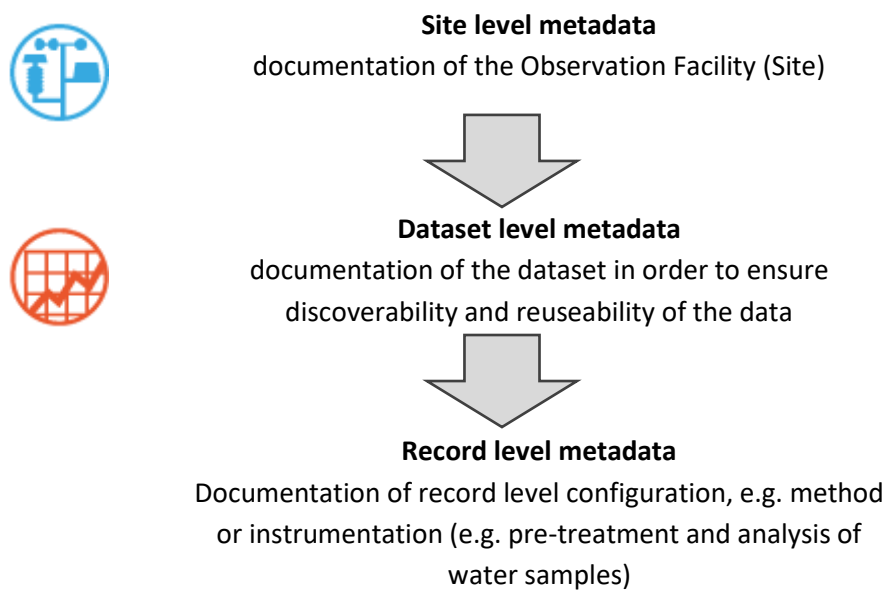 Site level metadata
documentation of the Observation Facility (Site)
Dataset level metadata
documentation of the dataset in order to ensure
discoverability and reuseability of the data
Record level metadata
Documentation of record level configuration, e.g. method
or instrumentation (e.g. pre-treatment and analysis of
water samples)